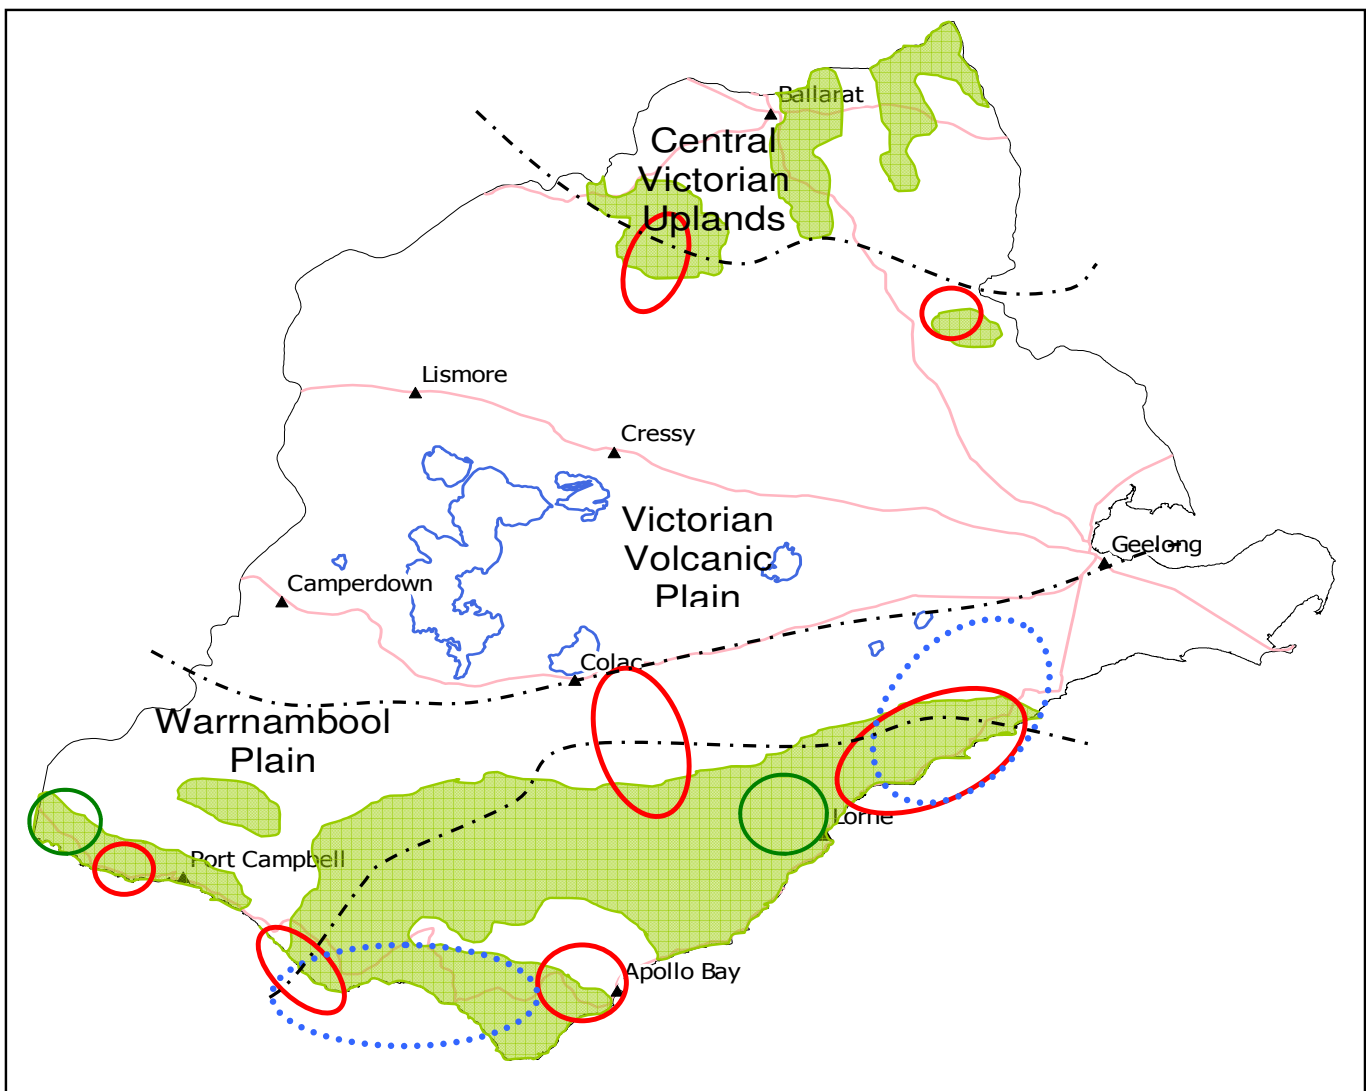 Ballarat
Central
Victorian
Uplands
Lismore
Cressy
Victorian
Volcanic
Plain
Geelong
Camperdown
Colac
Warrnambool
Plain
Lorne
Port Campbell
Apollo Bay